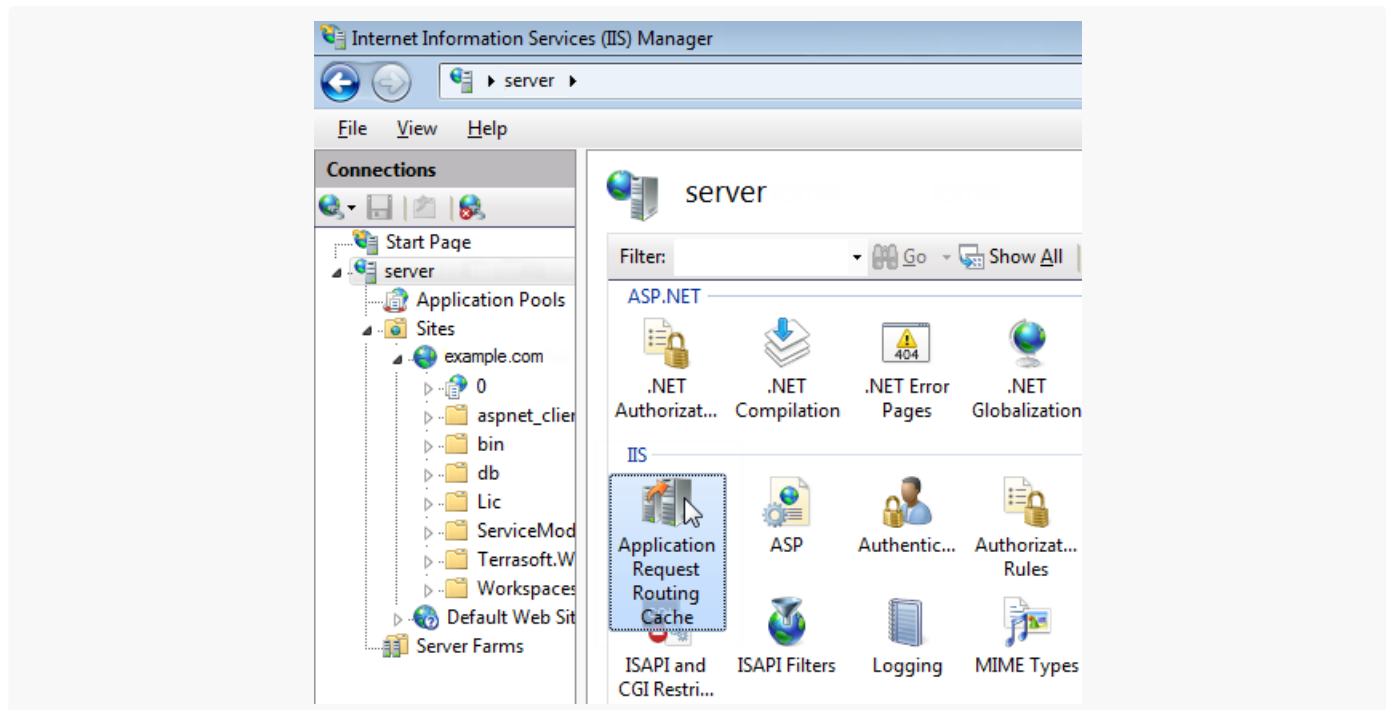 Internet Information Services (IIS) Manager
server
File View Help
Connections
Start Page
server
Application Pools
Sites
example.com
0
aspnet_clien
bin
db
Lic
ServiceMod
Terrasoft.W
Workspaces
Default Web Sit
Server Farms
server
Filter: Go Show All
ASP.NET
.NET Authorizat...
.NET Compilation
.NET Error Pages
404
.NET Globalization
IIS
Application Request Routing Cache
ASP
Authentic...
Authorizat... Rules
ISAPI and CGI Restri...
ISAPI Filters
Logging
MIME Types